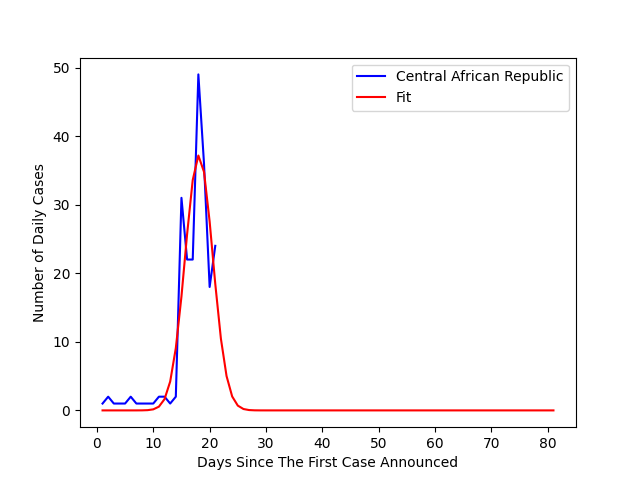 Central African Republic
Fit
Number of Daily Cases
50
40
30
20
10
0
0 10 20 30 40 50 60 70 80
Days Since The First Case Announced